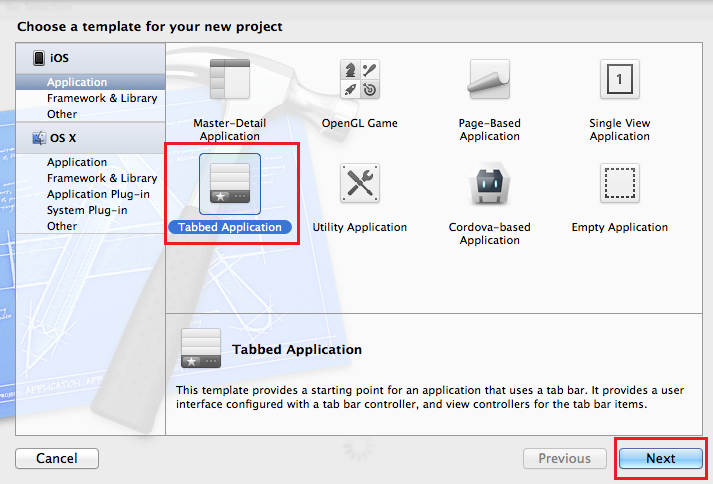 Choose a template for your new project
iOS
Application
Framework & Library
Other
OS X
Application
Framework & Library
Application Plug-in
System Plug-in
Other
Master-Detail
Application
OpenGL Game
Page-Based
Application
1
Single View
Application
Tabbed Application
Utility Application
Cordova-based
Application
Empty Application
Tabbed Application
This template provides a starting point for an application that uses a tab bar. It provides a user
interface configured with a tab bar controller, and view controllers for the tab bar items.
Cancel
Previous
Next